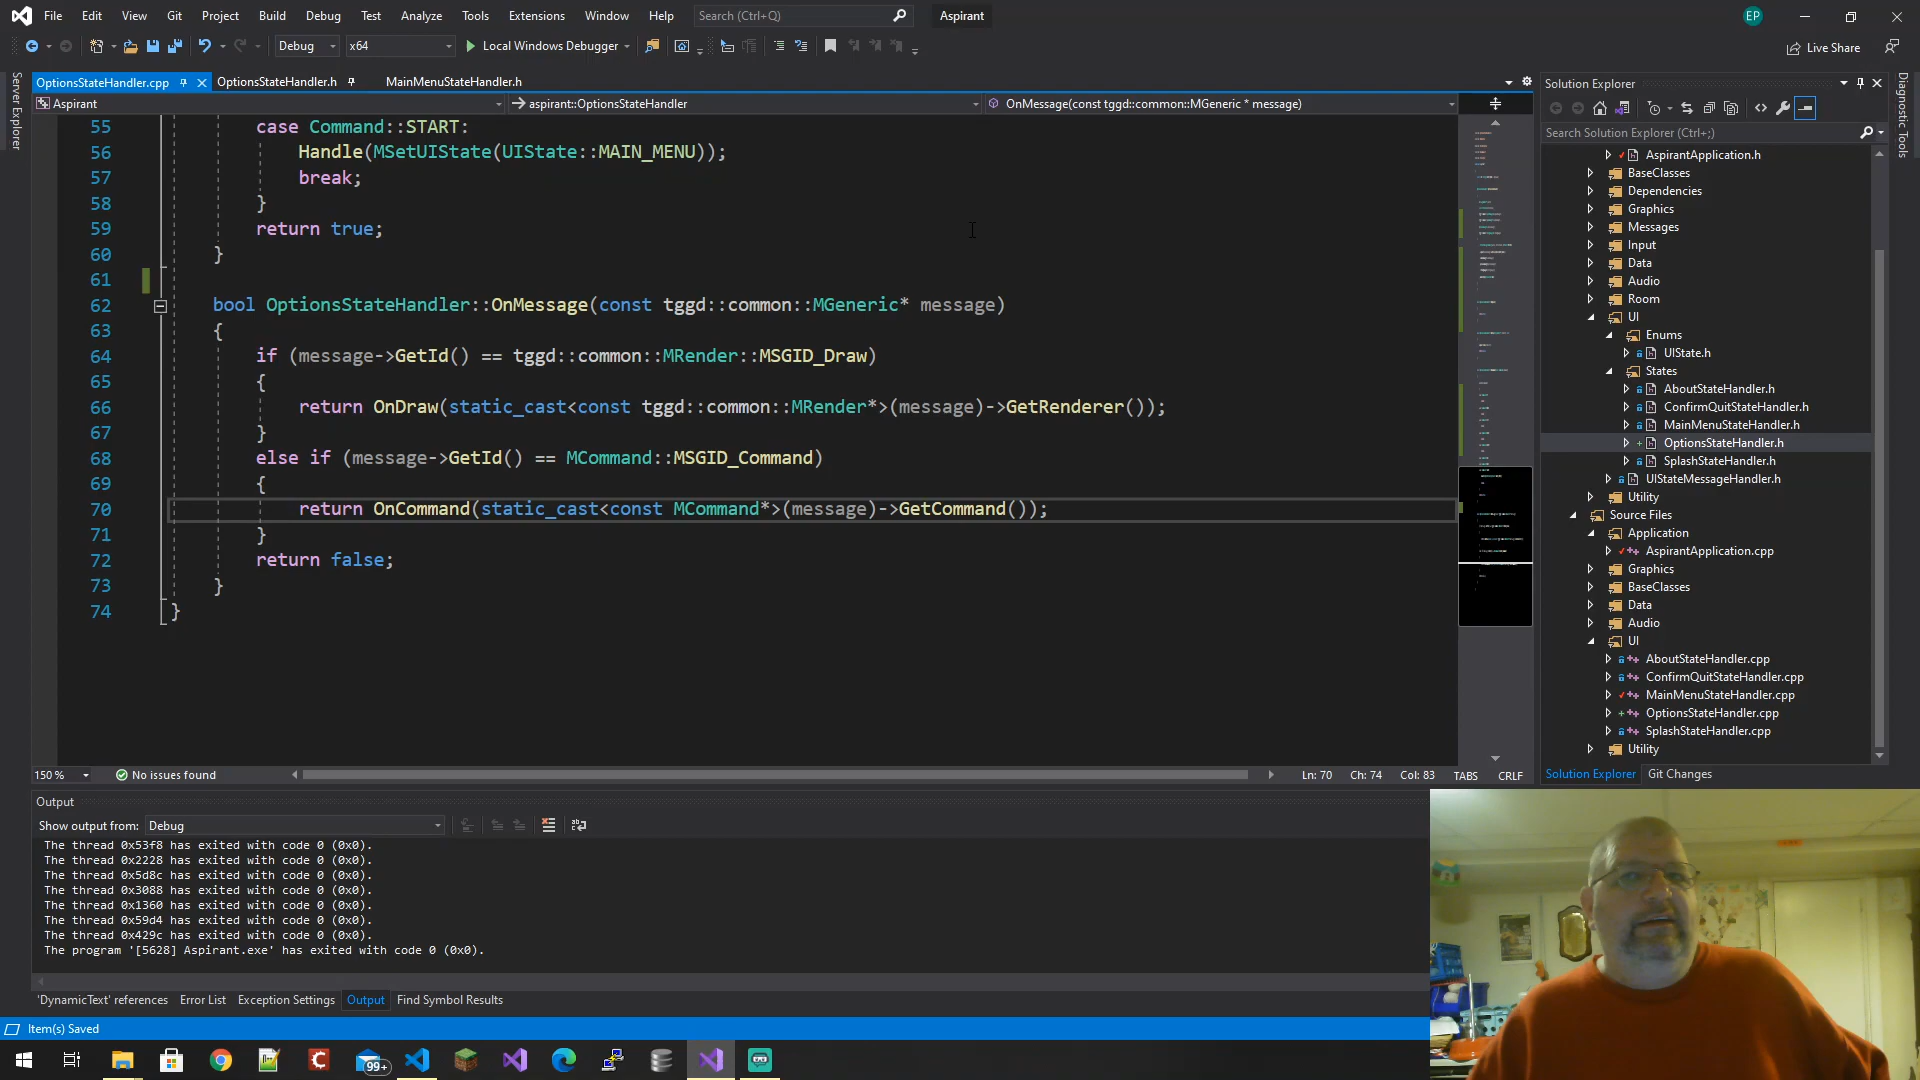 File Edit View Git Project Build Debug Test Analyze Tools Extensions Window Help Search (Ctrl+Q) Aspirant EP
Debug x64 Local Windows Debugger Live Share
Server Explorer
OptionsStateHandler.cpp OptionsStateHandler.h MainMenuStateHandler.h
Aspirant aspirant::OptionsStateHandler OnMessage(const tggd::common::MGeneric * message)
55 case Command::START:
56 Handle(MSetUIState(UIState::MAIN_MENU));
57 break;
58 }
59 return true;
60 }
61
62 bool OptionsStateHandler::OnMessage(const tggd::common::MGeneric* message)
63 {
64 if (message->GetId() == tggd::common::MRender::MSGID_Draw)
65 {
66 return OnDraw(static_cast<const tggd::common::MRender*>(message)->GetRenderer());
67 }
68 else if (message->GetId() == MCommand::MSGID_Command)
69 {
70 return OnCommand(static_cast<const MCommand*>(message)->GetCommand());
71 }
72 return false;
73 }
74 }
150 % No issues found Ln: 70 Ch: 74 Col: 83 TABS CRLF
Solution Explorer
Search Solution Explorer (Ctrl+;)
AspirantApplication.h
BaseClasses
Dependencies
Graphics
Messages
Input
Data
Audio
Room
UI
Enums
UIState.h
States
AboutStateHandler.h
ConfirmQuitStateHandler.h
MainMenuStateHandler.h
OptionsStateHandler.h
SplashStateHandler.h
UIStateMessageHandler.h
Utility
Source Files
Application
AspirantApplication.cpp
Graphics
BaseClasses
Data
Audio
UI
AboutStateHandler.cpp
ConfirmQuitStateHandler.cpp
MainMenuStateHandler.cpp
OptionsStateHandler.cpp
SplashStateHandler.cpp
Utility
Solution Explorer Git Changes
Diagnostic Tools
Output
Show output from: Debug
The thread 0x53f8 has exited with code 0 (0x0).
The thread 0x2228 has exited with code 0 (0x0).
The thread 0x5d8c has exited with code 0 (0x0).
The thread 0x3088 has exited with code 0 (0x0).
The thread 0x1360 has exited with code 0 (0x0).
The thread 0x59d4 has exited with code 0 (0x0).
The thread 0x429c has exited with code 0 (0x0).
The program '[5628] Aspirant.exe' has exited with code 0 (0x0).
'DynamicText' references Error List Exception Settings Output Find Symbol Results
Item(s) Saved
99+